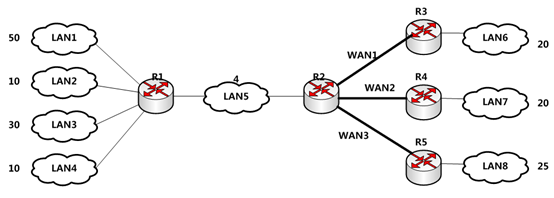 R3
50 LAN1 LAN6 20
WAN1
10 LAN2 R1 4 R2 WAN2 R4
LAN5 LAN7 20
30 LAN3
WAN3
R5
10 LAN4 LAN8 25